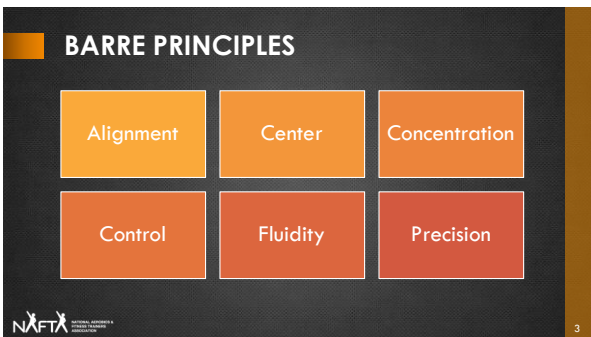 BARRE PRINCIPLES
Alignment
Center
Concentration
Control
Fluidity
Precision
NAFTA
NATIONAL AEROBICS &
FITNESS TRAINERS
ASSOCIATION
3